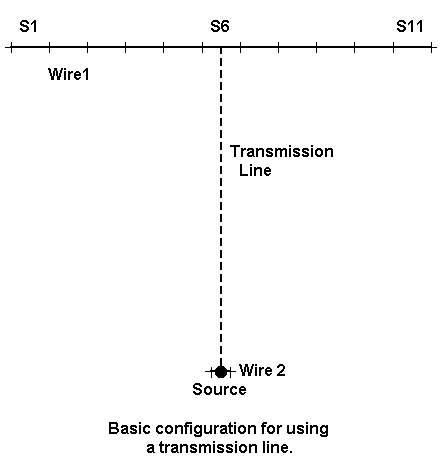 S1 S6 S11
Wire1
Transmission
Line
Wire 2
Source
Basic configuration for using
a transmission line.